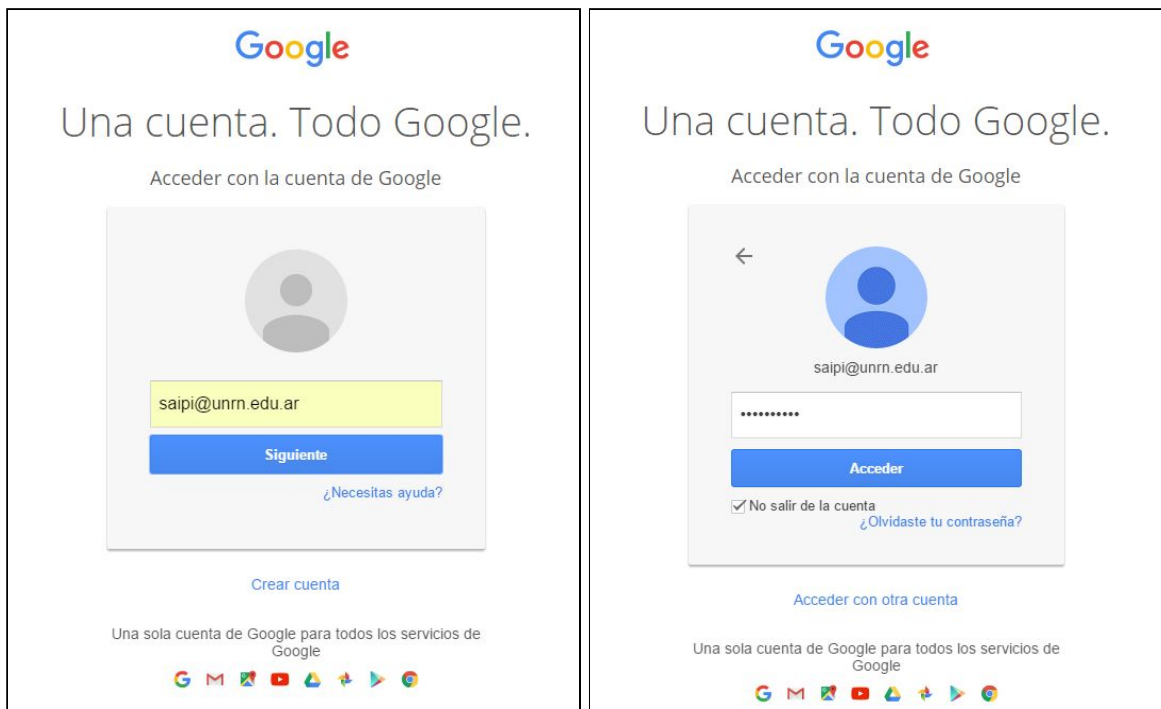 Google
Una cuenta. Todo Google.
Acceder con la cuenta de Google
saipi@unrn.edu.ar
Siguiente
¿Necesitas ayuda?
Crear cuenta
Una sola cuenta de Google para todos los servicios de
Google
Google
Una cuenta. Todo Google.
Acceder con la cuenta de Google
saipi@unrn.edu.ar
••••••••••
Acceder
No salir de la cuenta
¿Olvidaste tu contraseña?
Acceder con otra cuenta
Una sola cuenta de Google para todos los servicios de
Google